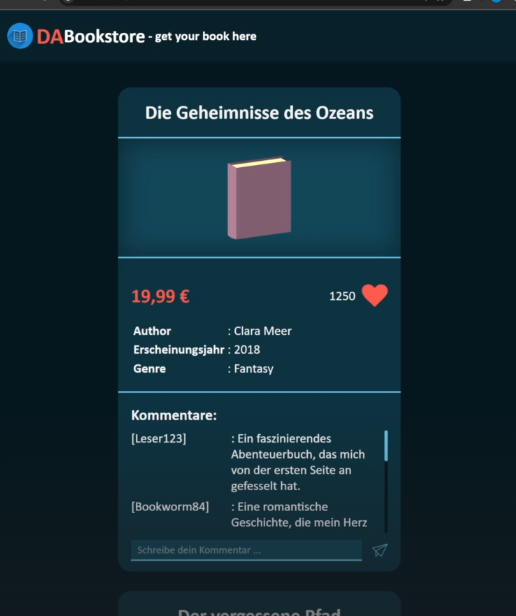 DABookstore - get your book here
Die Geheimnisse des Ozeans
19,99 € 1250
Author : Clara Meer
Erscheinungsjahr : 2018
Genre : Fantasy
Kommentare:
[Leser123] : Ein faszinierendes
Abenteuerbuch, das mich
von der ersten Seite an
gefesselt hat.
[Bookworm84] : Eine romantische
Geschichte, die mein Herz
Schreibe dein Kommentar ...
Der vergessene Pfad